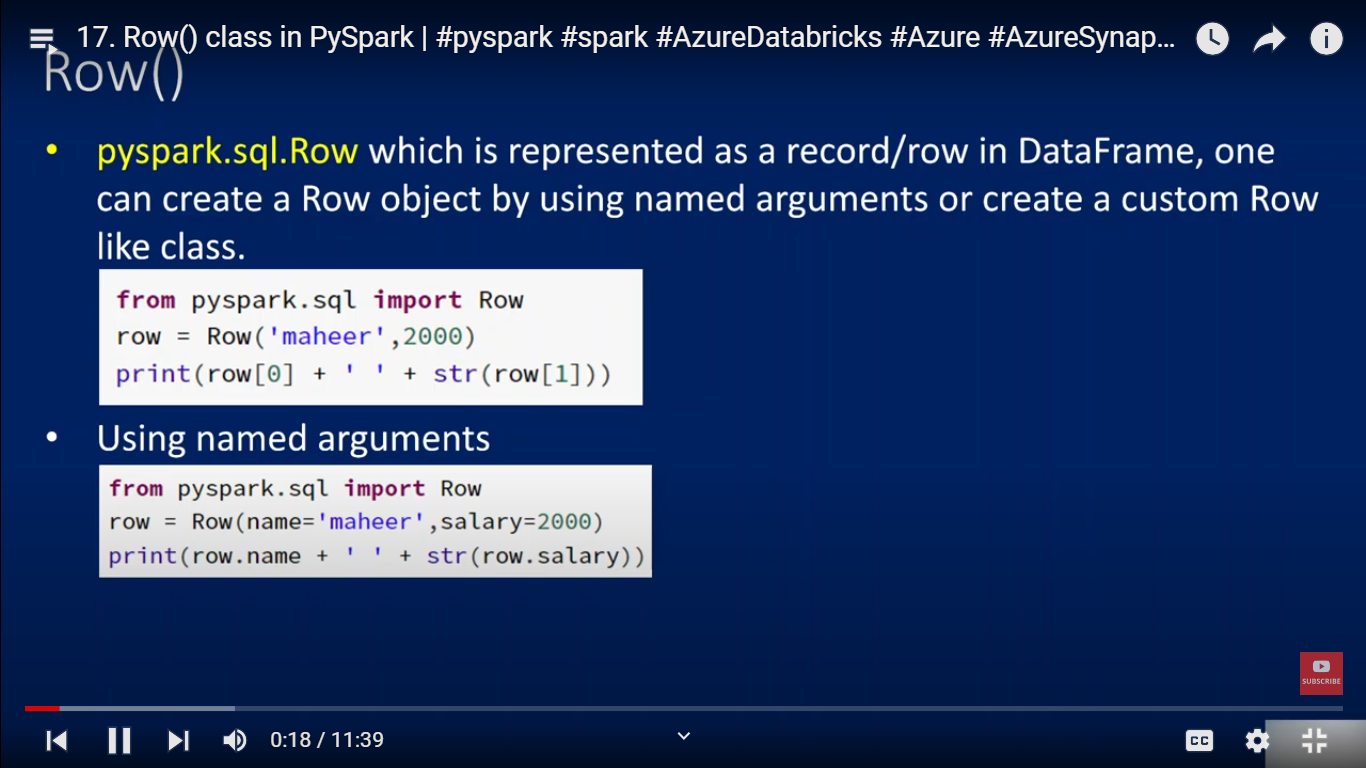 17. Row() class in PySpark | #pyspark #spark #AzureDatabricks #Azure #AzureSynap...
Row()
• pyspark.sql.Row which is represented as a record/row in DataFrame, one
can create a Row object by using named arguments or create a custom Row
like class.
from pyspark.sql import Row
row = Row('maheer',2000)
print(row[0] + ' ' + str(row[1]))
• Using named arguments
from pyspark.sql import Row
row = Row(name='maheer',salary=2000)
print(row.name + ' ' + str(row.salary))
SUBSCRIBE
0:18 / 11:39
CC